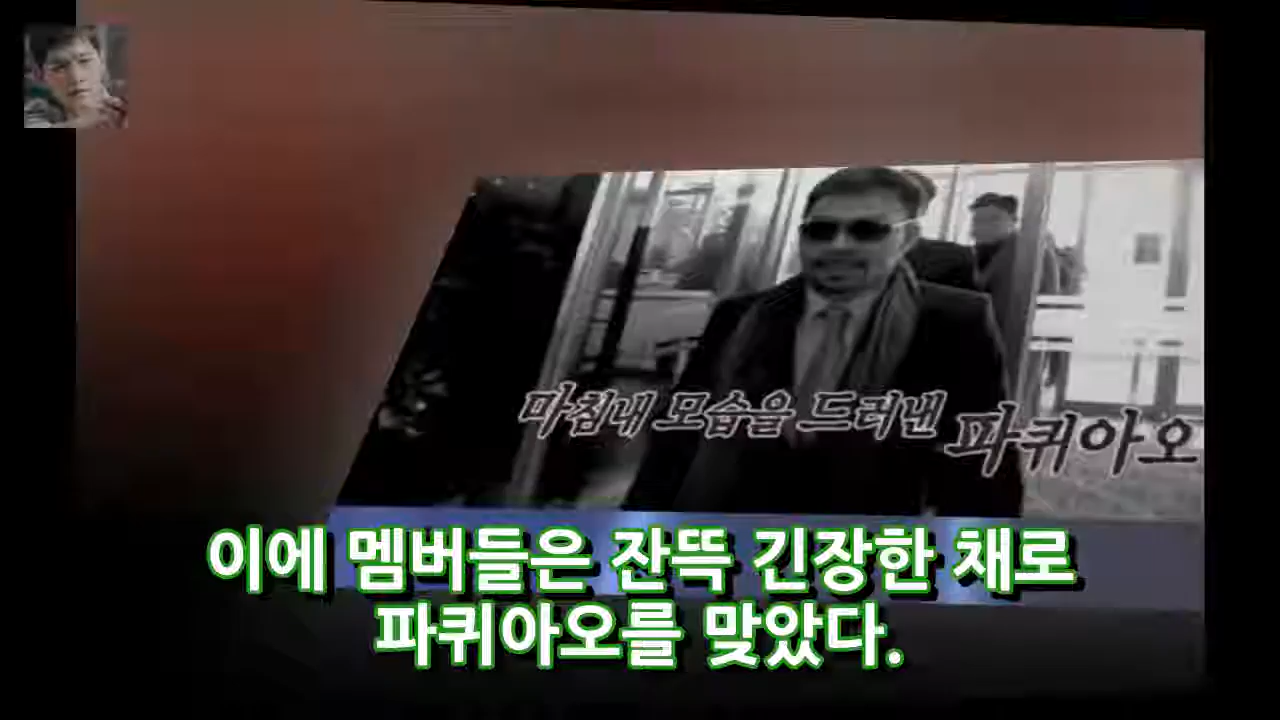 마침내 모습을 드러낸 파퀴아오
이에 멤버들은 잔뜩 긴장한 채로
파퀴아오를 맞았다.